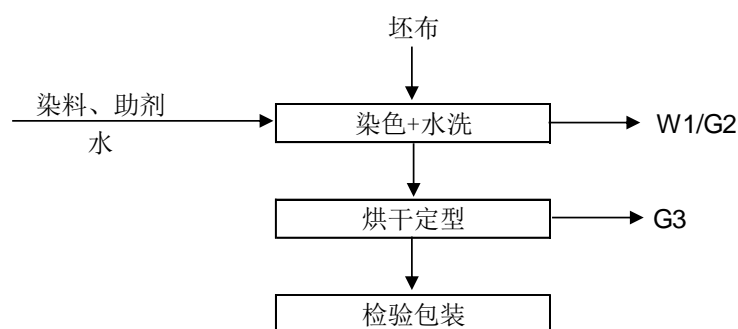 坯布
染料、助剂
水
染色+水洗
W1/G2
烘干定型
G3
检验包装